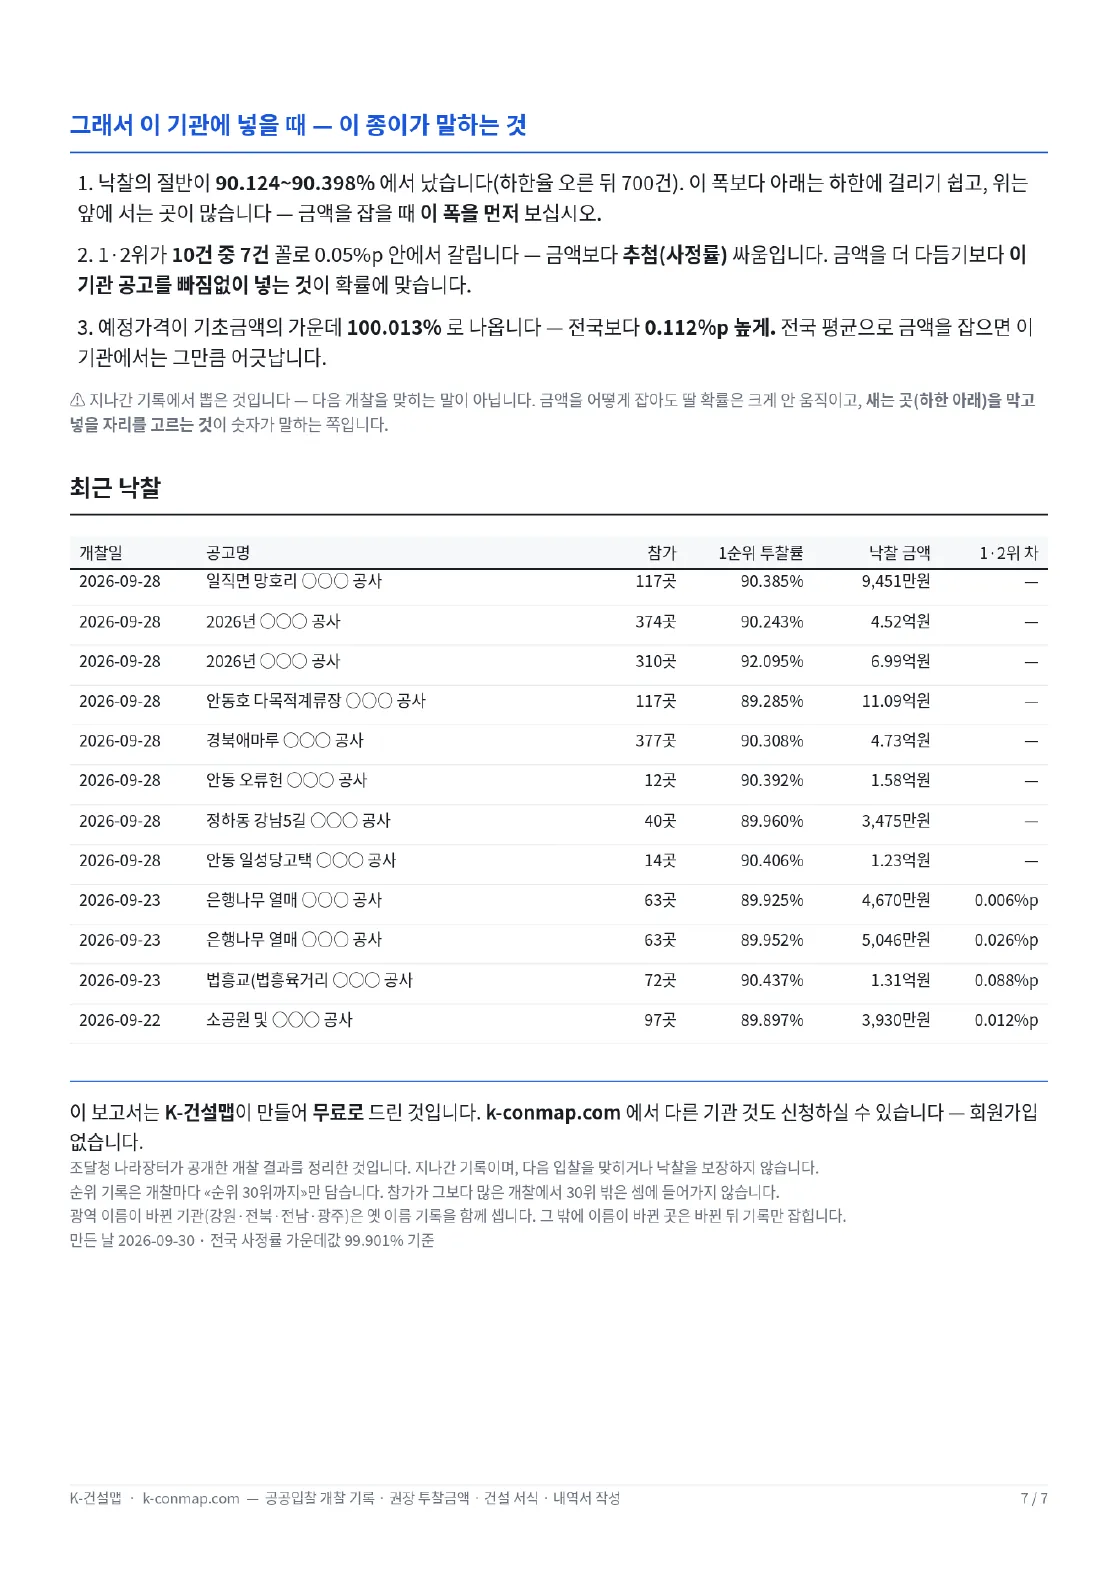 그래서 이 기관에 넣을 때 — 이 종이가 말하는 것
1. 낙찰의 절반이 90.124~90.398% 에서 났습니다(하한율 오른 뒤 700건). 이 폭보다 아래는 하한에 걸리기 쉽고, 위는
앞에 서는 곳이 많습니다 — 금액을 잡을 때 이 폭을 먼저 보십시오.
2. 1·2위가 10건 중 7건 꼴로 0.05%p 안에서 갈립니다 — 금액보다 추첨(사정률) 싸움입니다. 금액을 더 다듬기보다 이
기관 공고를 빠짐없이 넣는 것이 확률에 맞습니다.
3. 예정가격이 기초금액의 가운데 100.013% 로 나옵니다 — 전국보다 0.112%p 높게. 전국 평균으로 금액을 잡으면 이
기관에서는 그만큼 어긋납니다.
⚠ 지나간 기록에서 뽑은 것입니다 — 다음 개찰을 맞히는 말이 아닙니다. 금액을 어떻게 잡아도 딸 확률은 크게 안 움직이고, 새는 곳(하한 아래)을 막고
넣을 자리를 고르는 것이 숫자가 말하는 쪽입니다.
최근 낙찰
개찰일 공고명 참가 1순위 투찰률 낙찰 금액 1·2위 차
2026-09-28 일직면 망호리 ○○○ 공사 117곳 90.385% 9,451만원 —
2026-09-28 2026년 ○○○ 공사 374곳 90.243% 4.52억원 —
2026-09-28 2026년 ○○○ 공사 310곳 92.095% 6.99억원 —
2026-09-28 안동호 다목적계류장 ○○○ 공사 117곳 89.285% 11.09억원 —
2026-09-28 경북애마루 ○○○ 공사 377곳 90.308% 4.73억원 —
2026-09-28 안동 오류헌 ○○○ 공사 12곳 90.392% 1.58억원 —
2026-09-28 정하동 강남5길 ○○○ 공사 40곳 89.960% 3,475만원 —
2026-09-28 안동 일성당고택 ○○○ 공사 14곳 90.406% 1.23억원 —
2026-09-23 은행나무 열매 ○○○ 공사 63곳 89.925% 4,670만원 0.006%p
2026-09-23 은행나무 열매 ○○○ 공사 63곳 89.952% 5,046만원 0.026%p
2026-09-23 법흥교(법흥육거리 ○○○ 공사 72곳 90.437% 1.31억원 0.088%p
2026-09-22 소공원 및 ○○○ 공사 97곳 89.897% 3,930만원 0.012%p
이 보고서는 K-건설맵이 만들어 무료로 드린 것입니다. k-conmap.com 에서 다른 기관 것도 신청하실 수 있습니다 — 회원가입
없습니다.
조달청 나라장터가 공개한 개찰 결과를 정리한 것입니다. 지나간 기록이며, 다음 입찰을 맞히거나 낙찰을 보장하지 않습니다.
순위 기록은 개찰마다 «순위 30위까지»만 담습니다. 참가가 그보다 많은 개찰에서 30위 밖은 셈에 들어가지 않습니다.
광역 이름이 바뀐 기관(강원·전북·전남·광주)은 옛 이름 기록을 함께 셉니다. 그 밖에 이름이 바뀐 곳은 바뀐 뒤 기록만 잡힙니다.
만든 날 2026-09-30 · 전국 사정률 가운데값 99.901% 기준
K-건설맵 · k-conmap.com — 공공입찰 개찰 기록 · 권장 투찰금액 · 건설 서식 · 내역서 작성 7 / 7